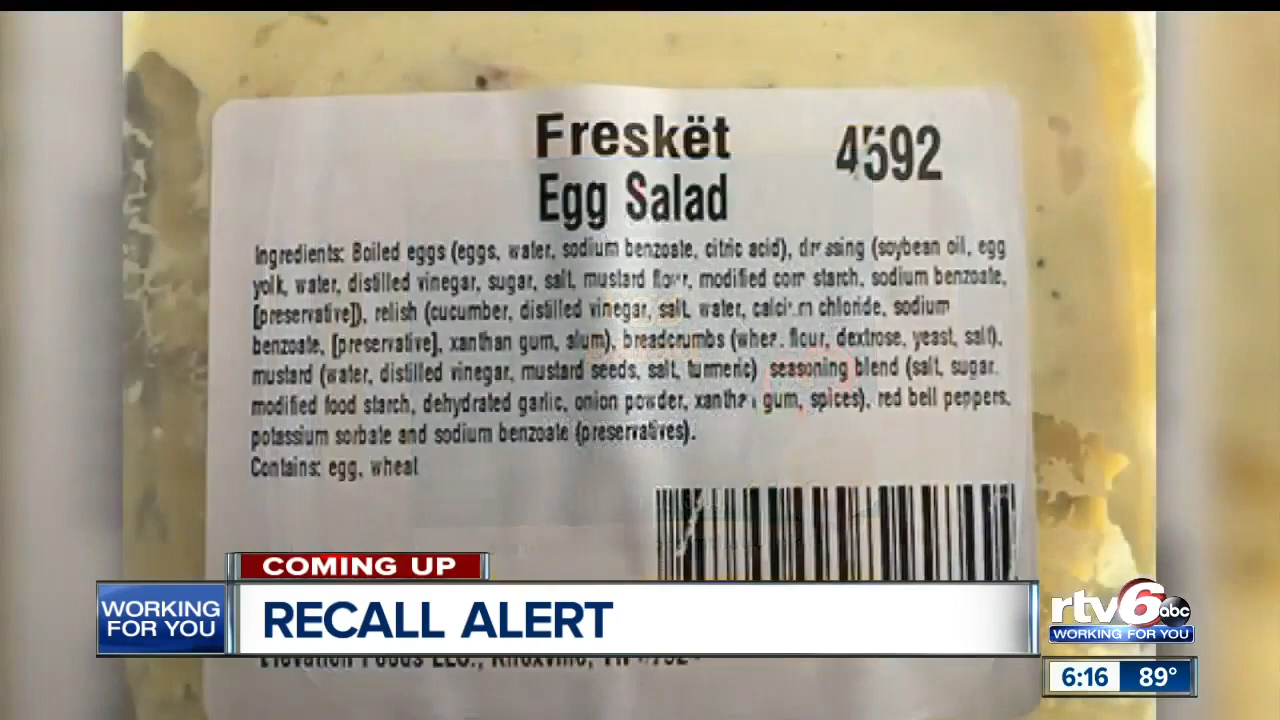 Freskët
4592
Egg Salad
Ingredients: Boiled eggs (eggs, water, sodium benzoate, citric acid), dressing (soybean oil, egg
yolk, water, distilled vinegar, sugar, salt, mustard flour, modified corn starch, sodium benzoate,
[preservative]), relish (cucumber, distilled vinegar, salt, water, calcium chloride, sodium
benzoate, [preservative], xanthan gum, alum), breadcrumbs (wheat flour, dextrose, yeast, salt),
mustard (water, distilled vinegar, mustard seeds, salt, turmeric) seasoning blend (salt, sugar,
modified food starch, dehydrated garlic, onion powder, xanthan gum, spices), red bell peppers,
potassium sorbate and sodium benzoate (preservatives).
Contains: egg, wheat
COMING UP
WORKING
FOR YOU
RECALL ALERT
rtv6 abc
WORKING FOR YOU
Elevation Foods LLC., Knoxville, TN
6:16 89°